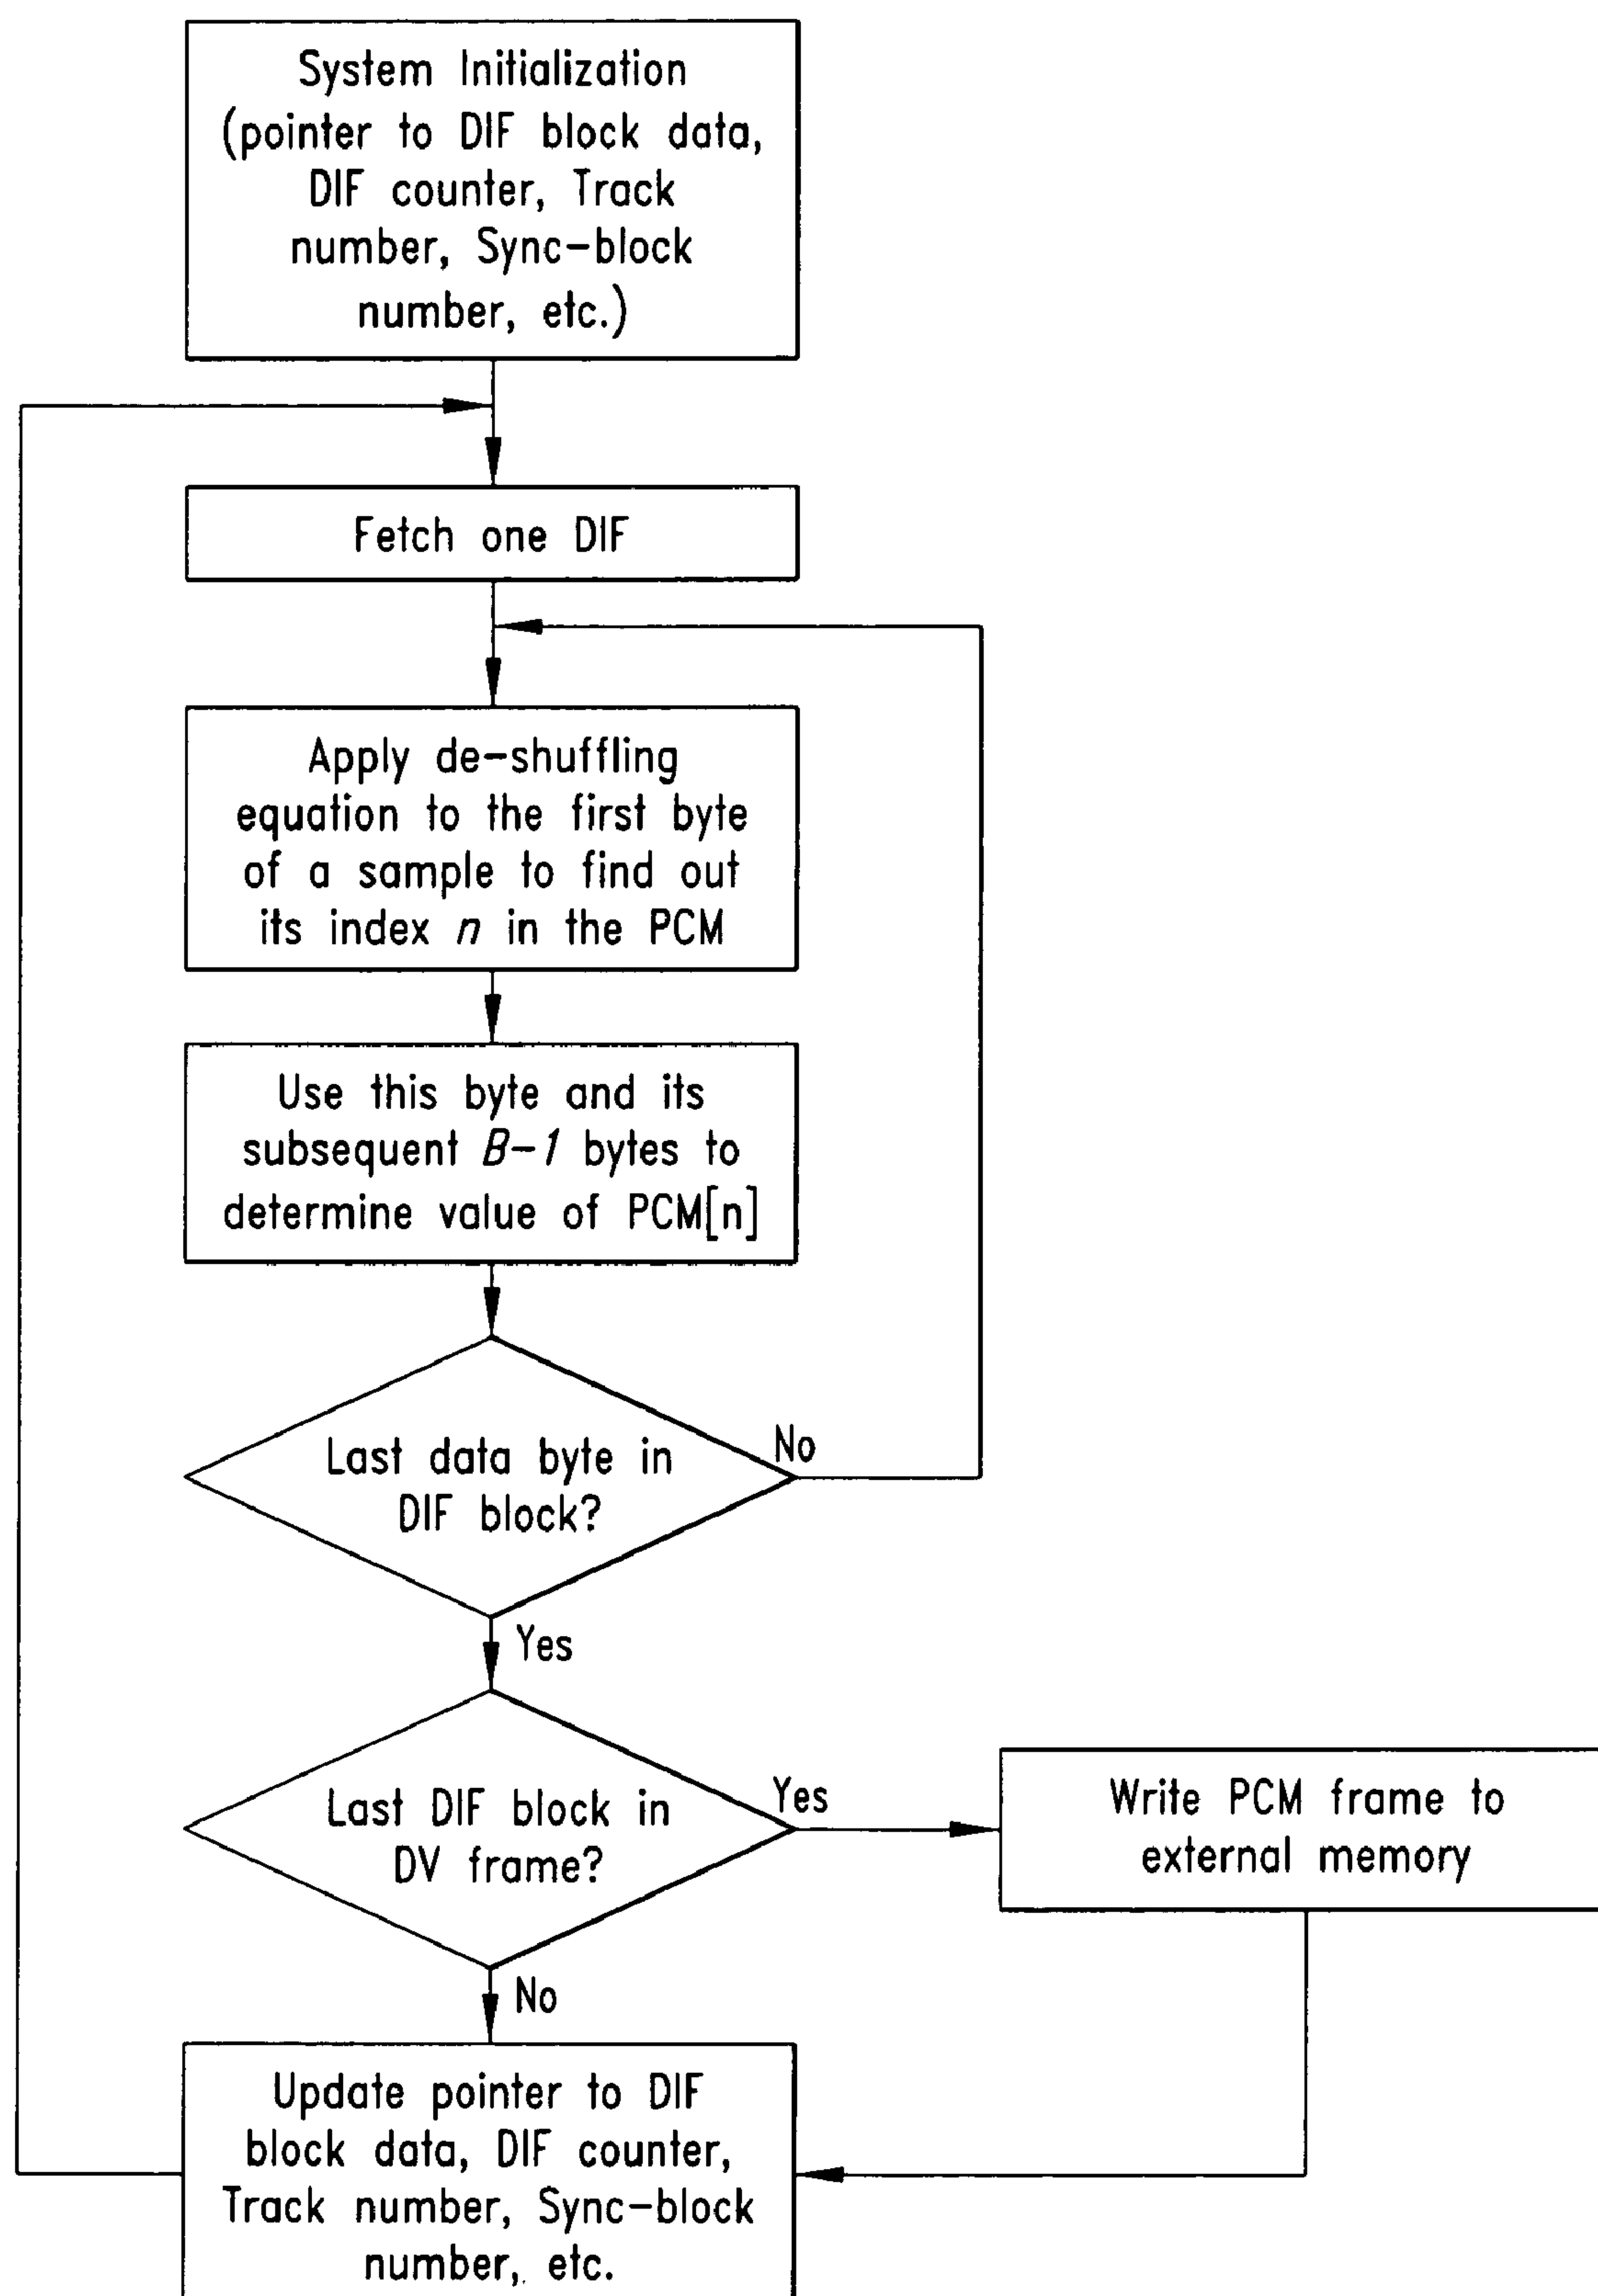 System Initialization
(pointer to DIF block data,
DIF counter, Track
number, Sync-block
number, etc.)
Fetch one DIF
Apply de-shuffling
equation to the first byte
of a sample to find out
its index n in the PCM
Use this byte and its
subsequent B-1 bytes to
determine value of PCM[n]
Last data byte in
DIF block?
No
Yes
Last DIF block in
DV frame?
Yes
Write PCM frame to
external memory
No
Update pointer to DIF
block data, DIF counter,
Track number, Sync-block
number, etc.